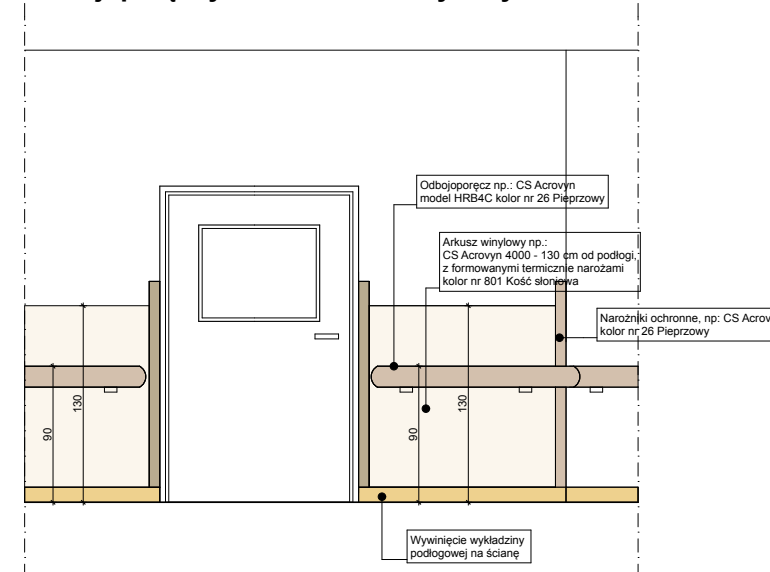 Odbojoporęcz np.: CS Acrovyn
model HRB4C kolor nr 26 Pieprzowy
Arkusz winylowy np.:
CS Acrovyn 4000 - 130 cm od podłogi,
z formowanymi termicznie narożami
kolor nr 801 Kość słoniowa
Narożniki ochronne, np: CS Acrov
kolor nr 26 Pieprzowy
130
90
130
90
Wywinięcie wykładziny
podłogowej na ścianę